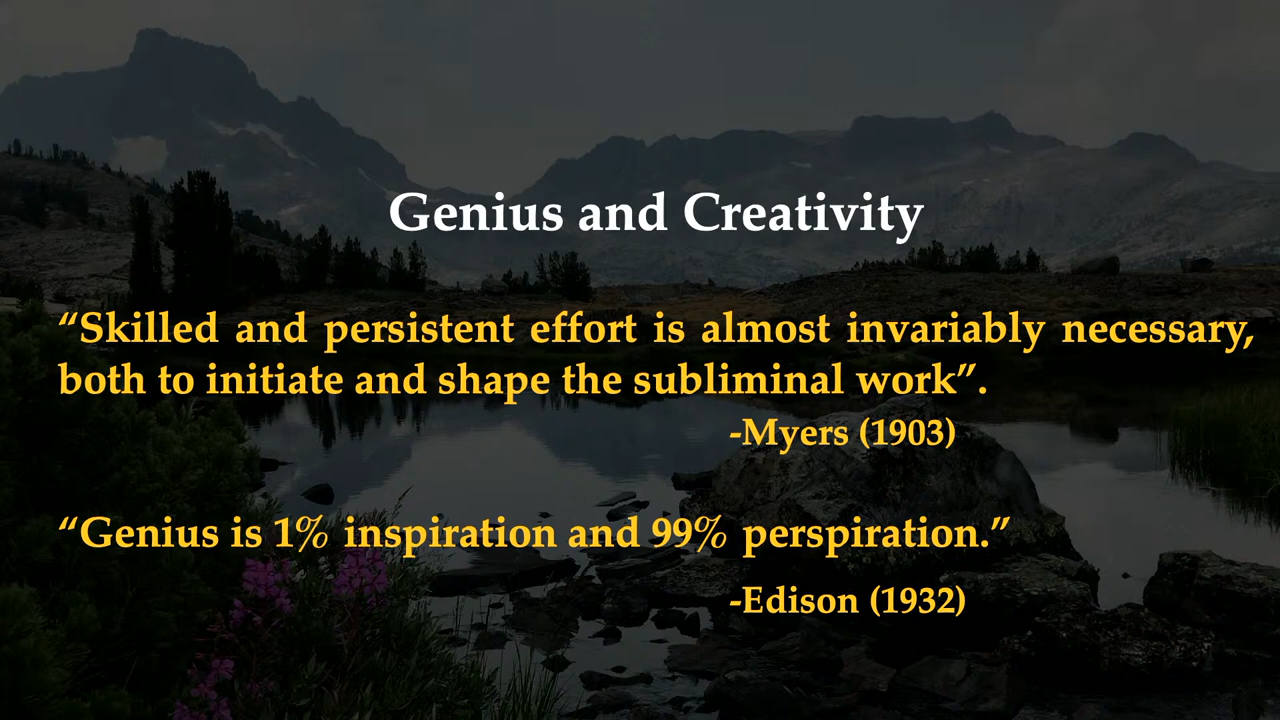 Genius and Creativity
“Skilled and persistent effort is almost invariably necessary,
both to initiate and shape the subliminal work”.
-Myers (1903)
“Genius is 1% inspiration and 99% perspiration.”
-Edison (1932)